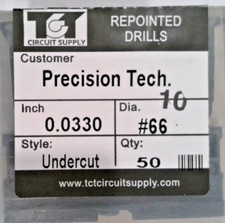 TCT
CIRCUIT SUPPLY
REPOINTED
DRILLS
Customer
Precision Tech.
10
Inch
Dia.
0.0330
#66
Style:
Qty:
Undercut
50
www.tctcircuitsupply.com